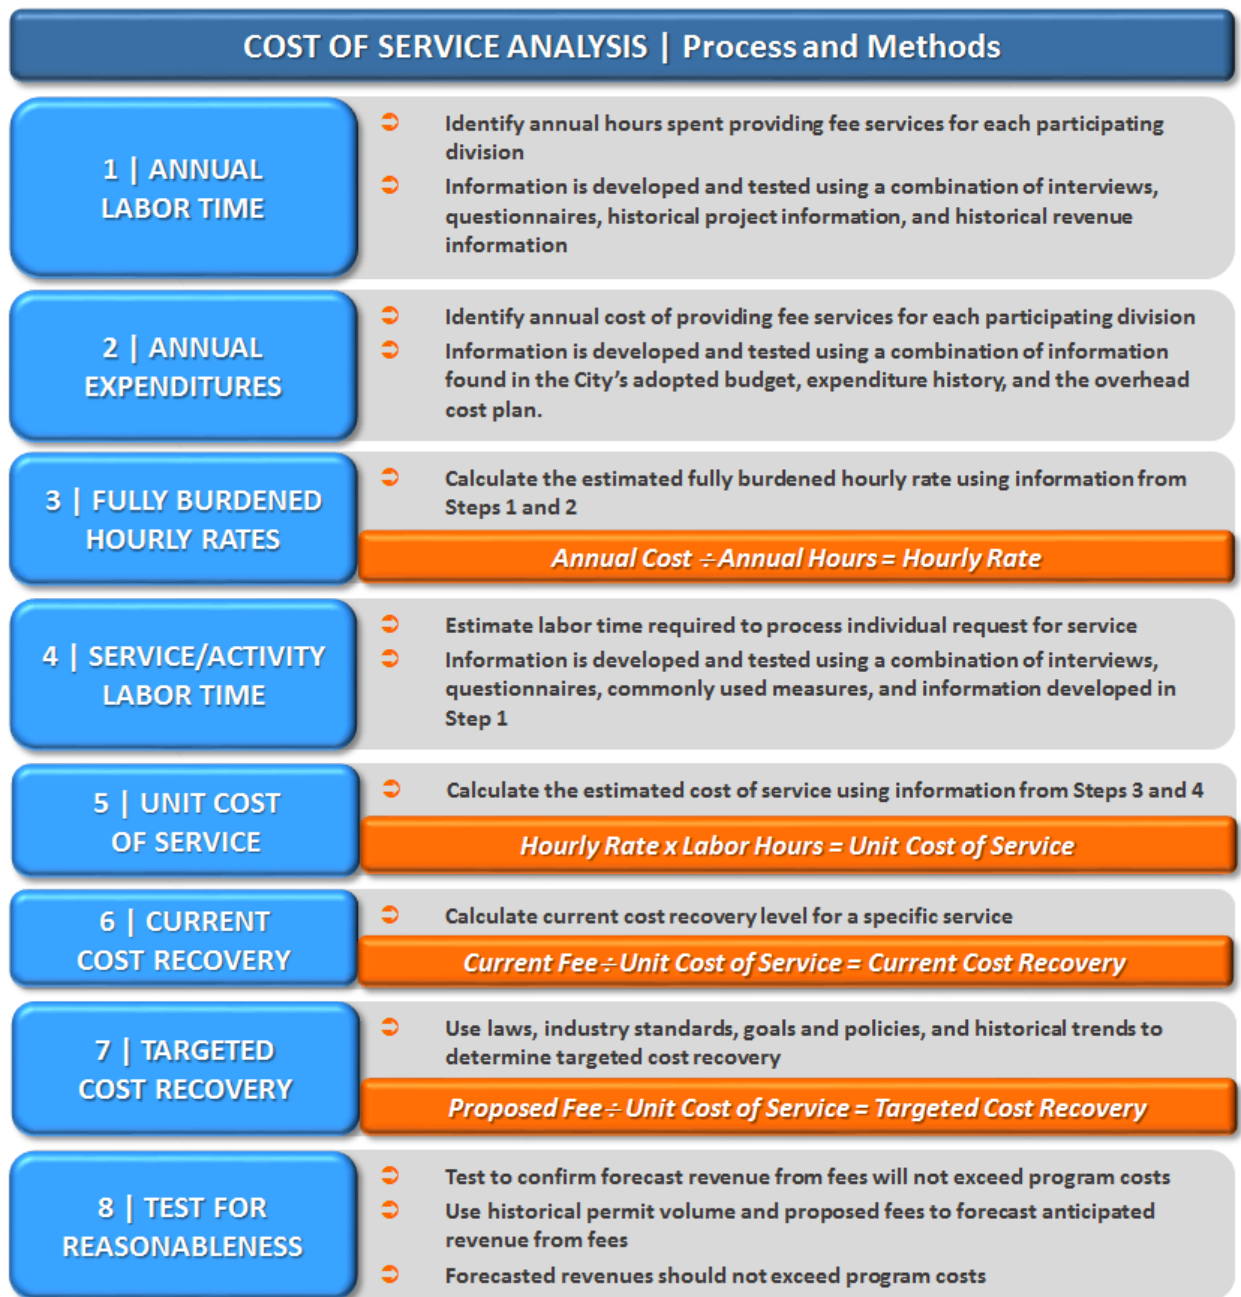 COST OF SERVICE ANALYSIS | Process and Methods
1 | ANNUAL
LABOR TIME
Identify annual hours spent providing fee services for each participating
division
Information is developed and tested using a combination of interviews,
questionnaires, historical project information, and historical revenue
information
2 | ANNUAL
EXPENDITURES
Identify annual cost of providing fee services for each participating division
Information is developed and tested using a combination of information
found in the City's adopted budget, expenditure history, and the overhead
cost plan.
3 | FULLY BURDENED
HOURLY RATES
Calculate the estimated fully burdened hourly rate using information from
Steps 1 and 2
Annual Cost ÷ Annual Hours = Hourly Rate
4 | SERVICE/ACTIVITY
LABOR TIME
Estimate labor time required to process individual request for service
Information is developed and tested using a combination of interviews,
questionnaires, commonly used measures, and information developed in
Step 1
5 | UNIT COST
OF SERVICE
Calculate the estimated cost of service using information from Steps 3 and 4
Hourly Rate x Labor Hours = Unit Cost of Service
6 | CURRENT
COST RECOVERY
Calculate current cost recovery level for a specific service
Current Fee ÷ Unit Cost of Service = Current Cost Recovery
7 | TARGETED
COST RECOVERY
Use laws, industry standards, goals and policies, and historical trends to
determine targeted cost recovery
Proposed Fee ÷ Unit Cost of Service = Targeted Cost Recovery
8 | TEST FOR
REASONABLENESS
Test to confirm forecast revenue from fees will not exceed program costs
Use historical permit volume and proposed fees to forecast anticipated
revenue from fees
Forecasted revenues should not exceed program costs